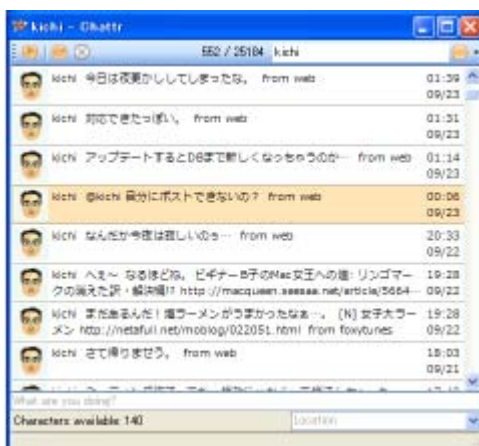 kichi - Chattr
552 / 25184 kichi
kichi 今日は夜更かししてしまったな。 from web 01:39
09/23
kichi 対応できたっぽい。 from web 01:31
09/23
kichi アップデートするとDBまで新しくなっちゃうのか… from web 01:14
09/23
kichi @kichi 自分にポストできないの？ from web 00:06
09/23
kichi なんだか今夜は寂しいのぅ… from web 20:33
09/22
kichi へぇ～ なるほどね。 ビギナーB子のMac女王への道: リンゴマー 19:28
クの消えた訳・解決編!? http://macqueen.seesaa.net/article/5664… 09/22
kichi まだあるんだ！塩ラーメンがうまかったなぁ…。 [N] 女子大ラー 19:28
メン http://netafull.net/moblog/022051.html from foxytunes 09/22
kichi さて帰りませう。 from web 18:03
09/21
What are you doing?
Characters available: 140 Location